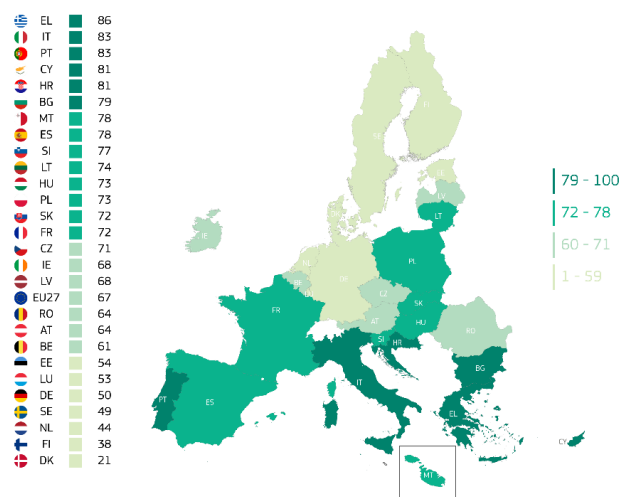 EL 86
IT 83
PT 83
CY 81
HR 81
BG 79
MT 78
ES 78
SI 77
LT 74
HU 73
PL 73
SK 72
FR 72
CZ 71
IE 68
LV 68
EU27 67
RO 64
AT 64
BE 61
EE 54
LU 53
DE 50
SE 49
NL 44
FI 38
DK 21
79 - 100
72 - 78
60 - 71
1 - 59
FI
SE
EE
LV
LT
DK
IE
NL
PL
BE
DE
LU
CZ
SK
FR
AT
HU
RO
SI
HR
BG
IT
PT
ES
EL
CY
MT